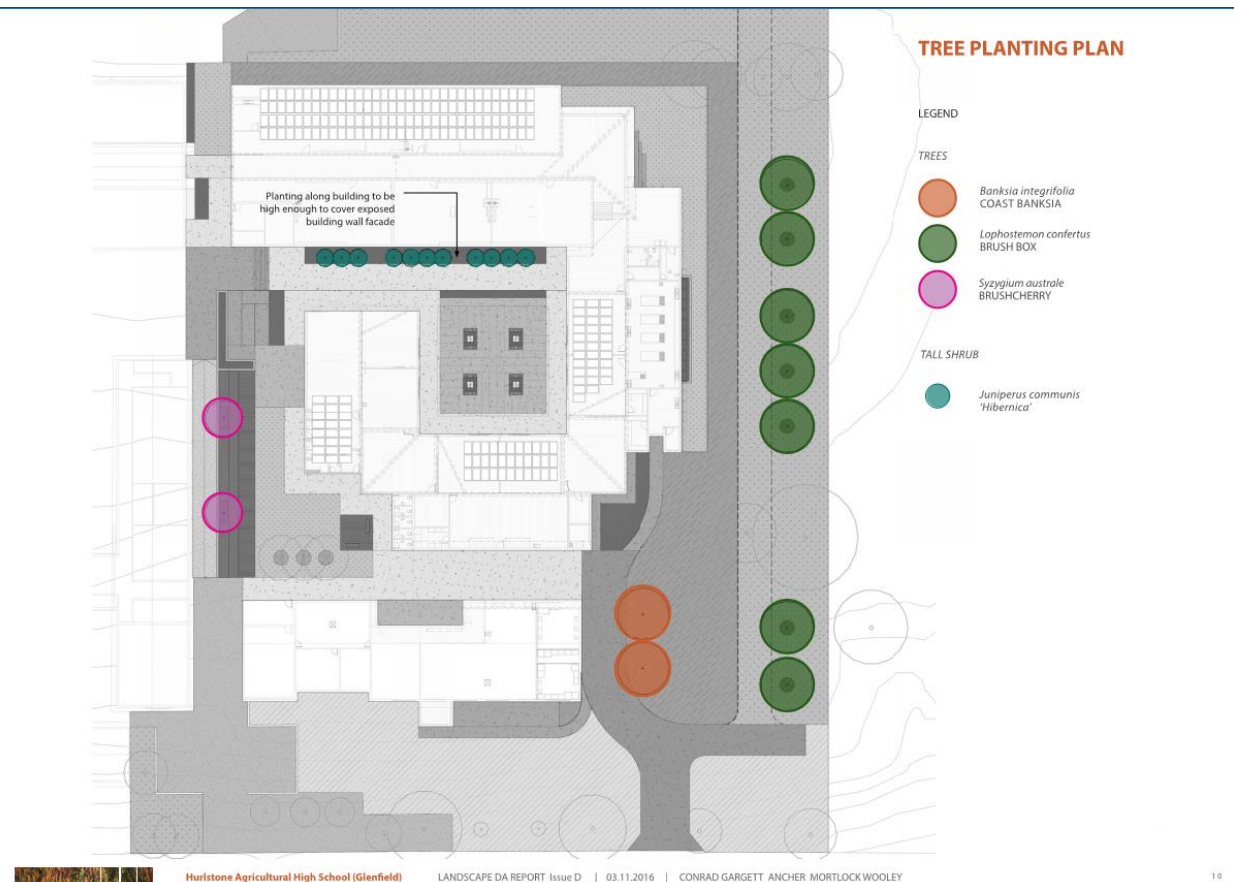 TREE PLANTING PLAN
LEGEND
TREES
Banksia integrifolia
COAST BANKSIA
Lophostemon confertus
BRUSH BOX
Syzygium australe
BRUSHCHERRY
TALL SHRUB
Juniperus communis
'Hibernica'
Planting along building to be
high enough to cover exposed
building wall facade
Hurlstone Agricultural High School (Glenfield) LANDSCAPE DA REPORT Issue D | 03.11.2016 | CONRAD GARGETT ANCHER MORTLOCK WOOLEY 10